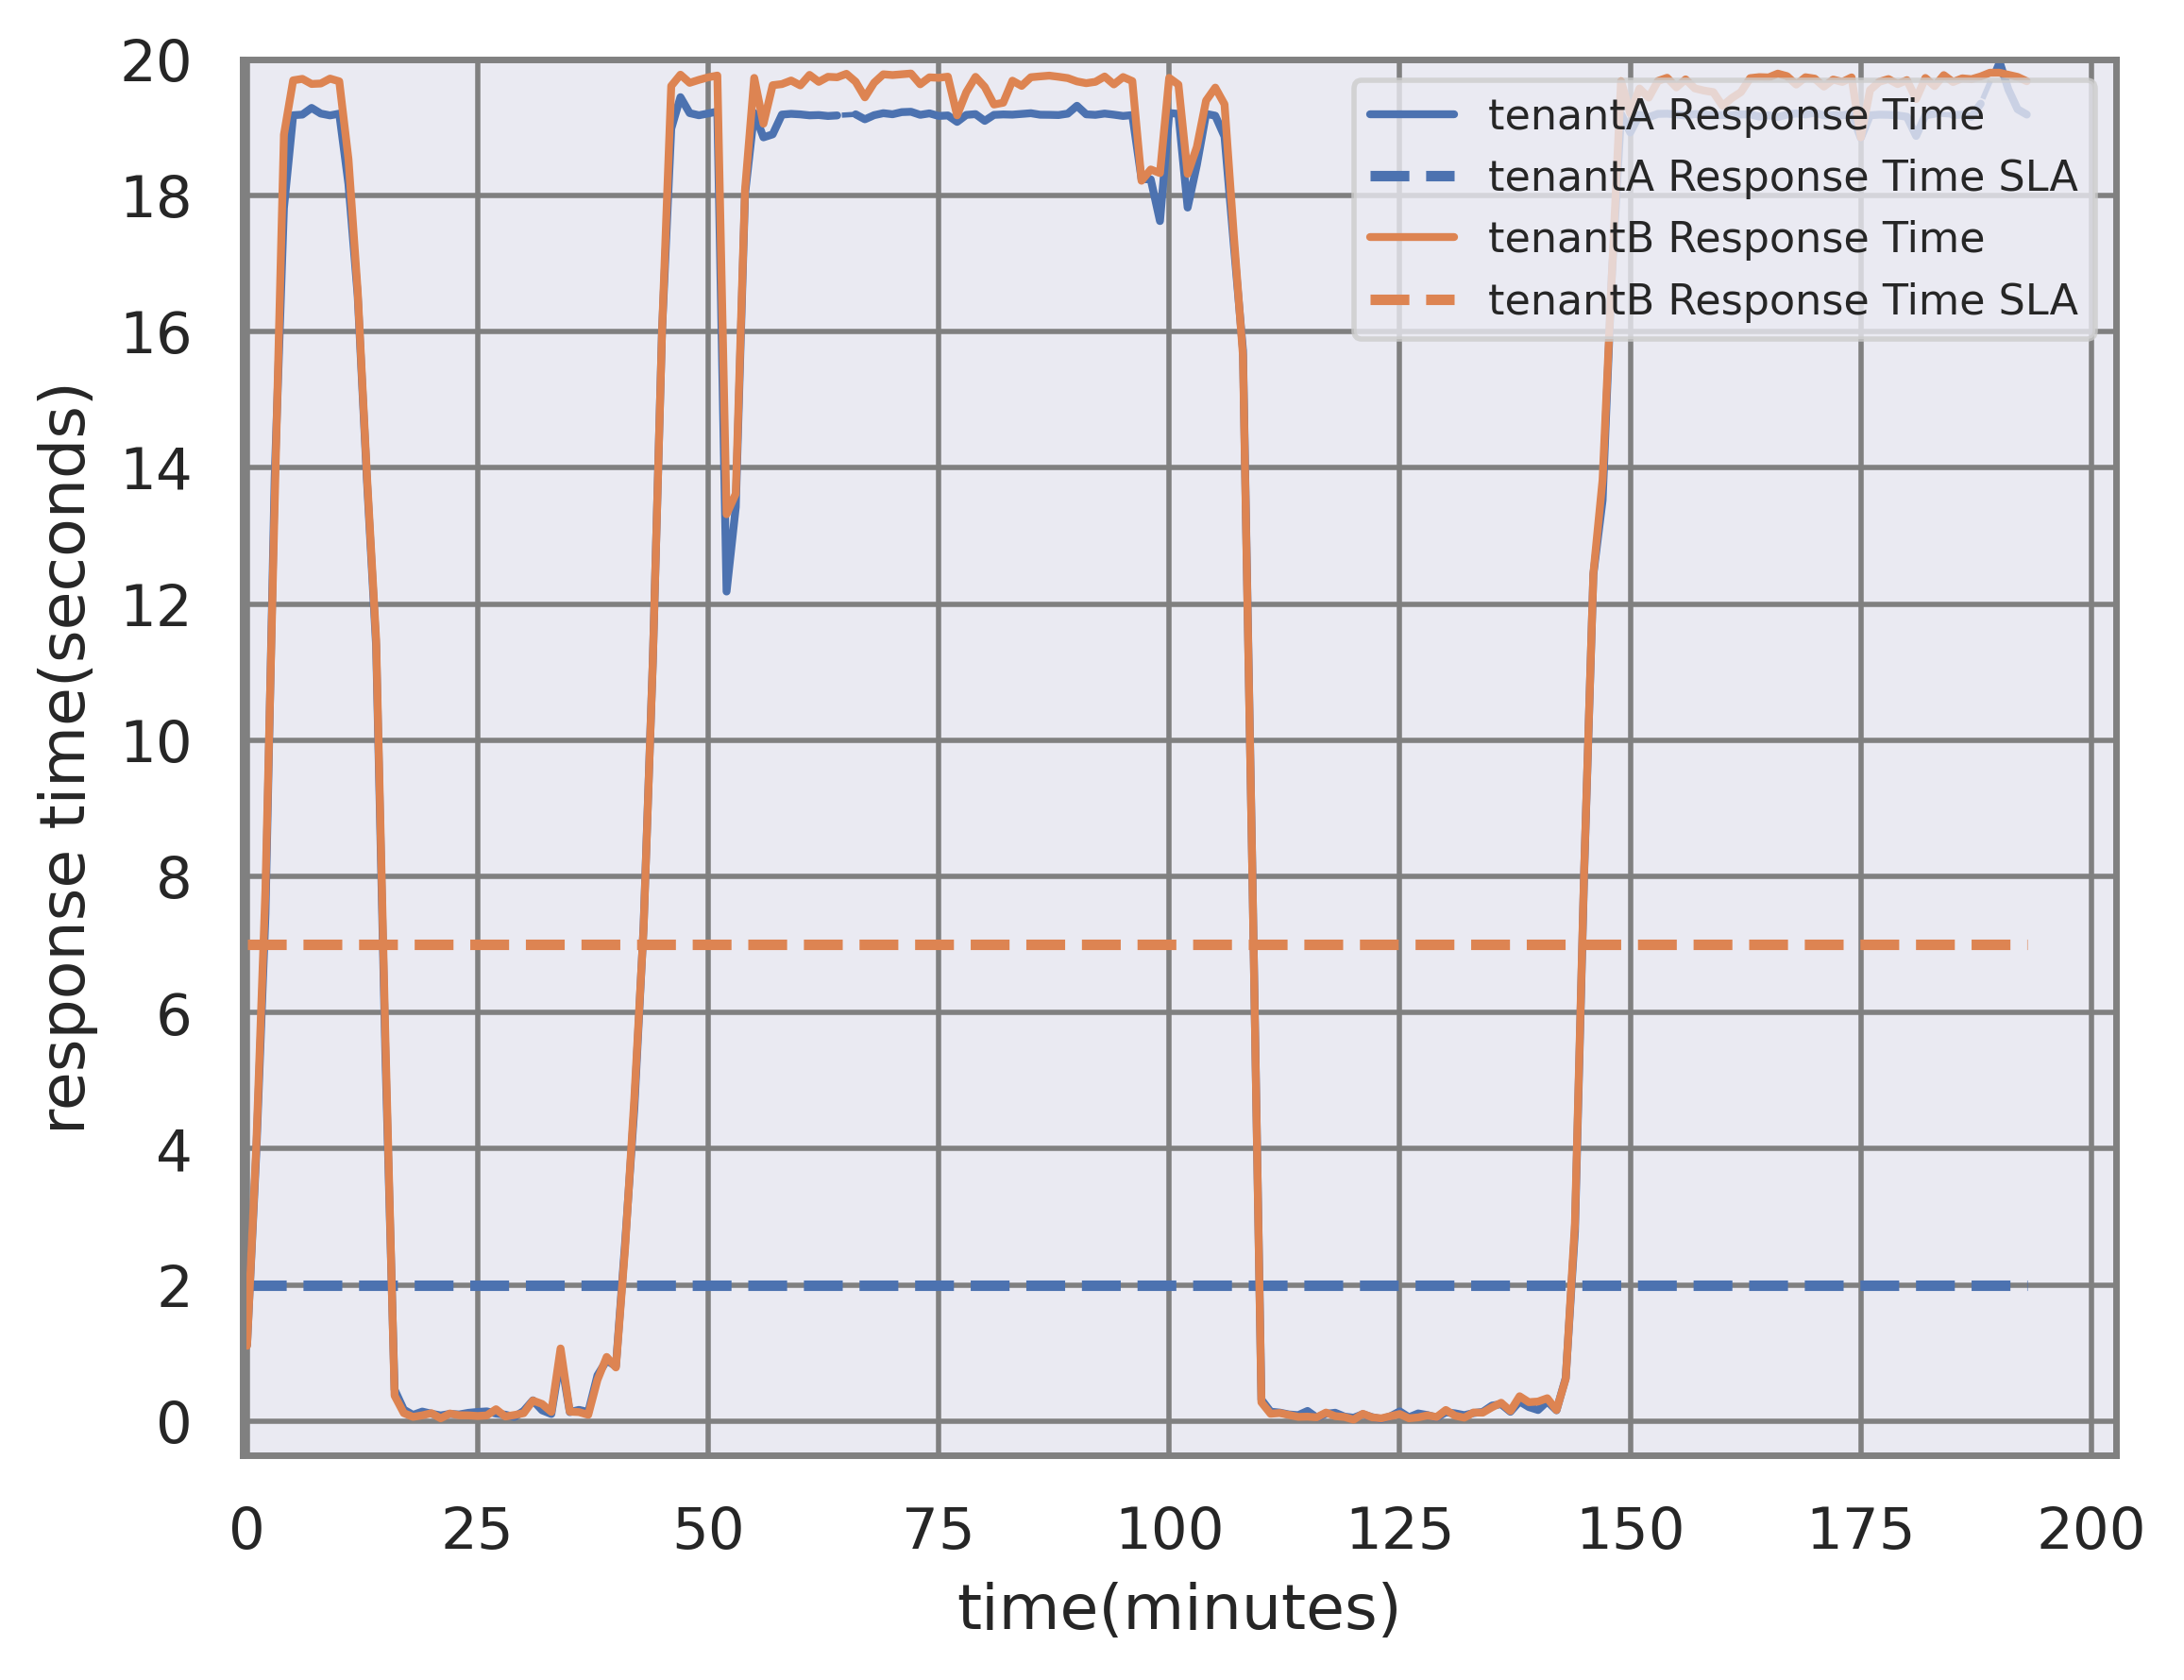 20
18
16
14
12
10
8
6
4
2
0
response time(seconds)
tenantA Response Time
tenantA Response Time SLA
tenantB Response Time
tenantB Response Time SLA
0 25 50 75 100 125 150 175 200
time(minutes)